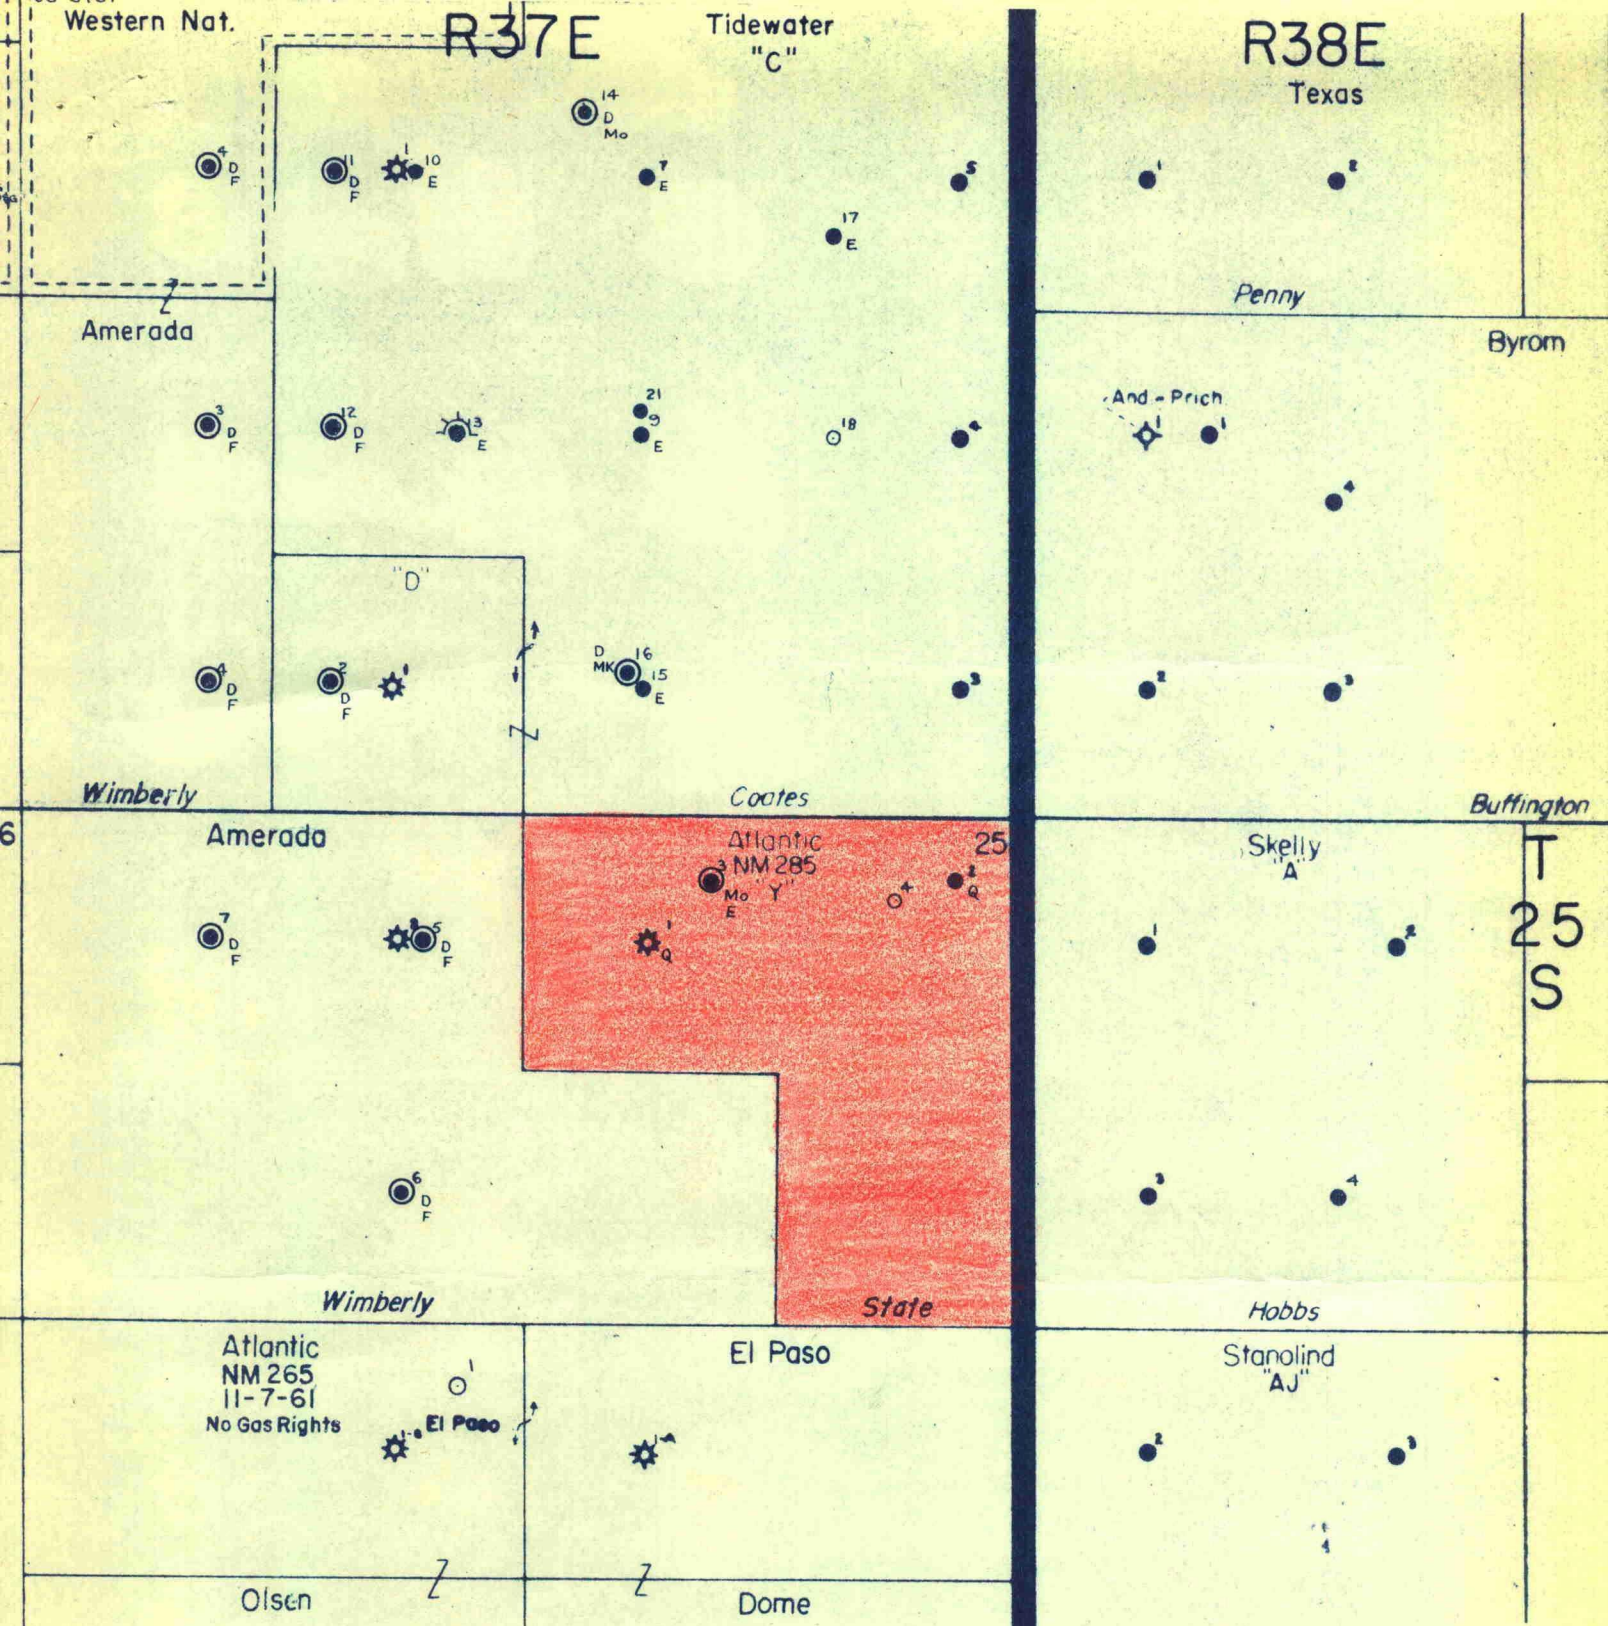 Western Nat.
R37E
Tidewater
"C"
R38E
Texas
14
D
Mo
4
D
F
11
D
F
1
10
E
7
E
5
17
E
1
2
Penny
Amerada
Byrom
3
D
F
12
D
F
13
E
21
9
E
18
4
And-Prich
1
1
4
"D"
4
D
F
2
D
F
1
D
MK
16
15
E
3
2
3
Wimberly
Coates
Buffington
6
Amerada
Atlantic
NM 285
"Y"
25
Skelly
"A"
T
25
S
3
Mo
E
4
2
Q
1
Q
7
D
F
5
D
F
1
2
6
D
F
3
4
Wimberly
State
Hobbs
Atlantic
NM 265
11-7-61
No Gas Rights
1
El Paso
El Paso
1-A
Stanolind
"AJ"
2
3
Olsen
Dome